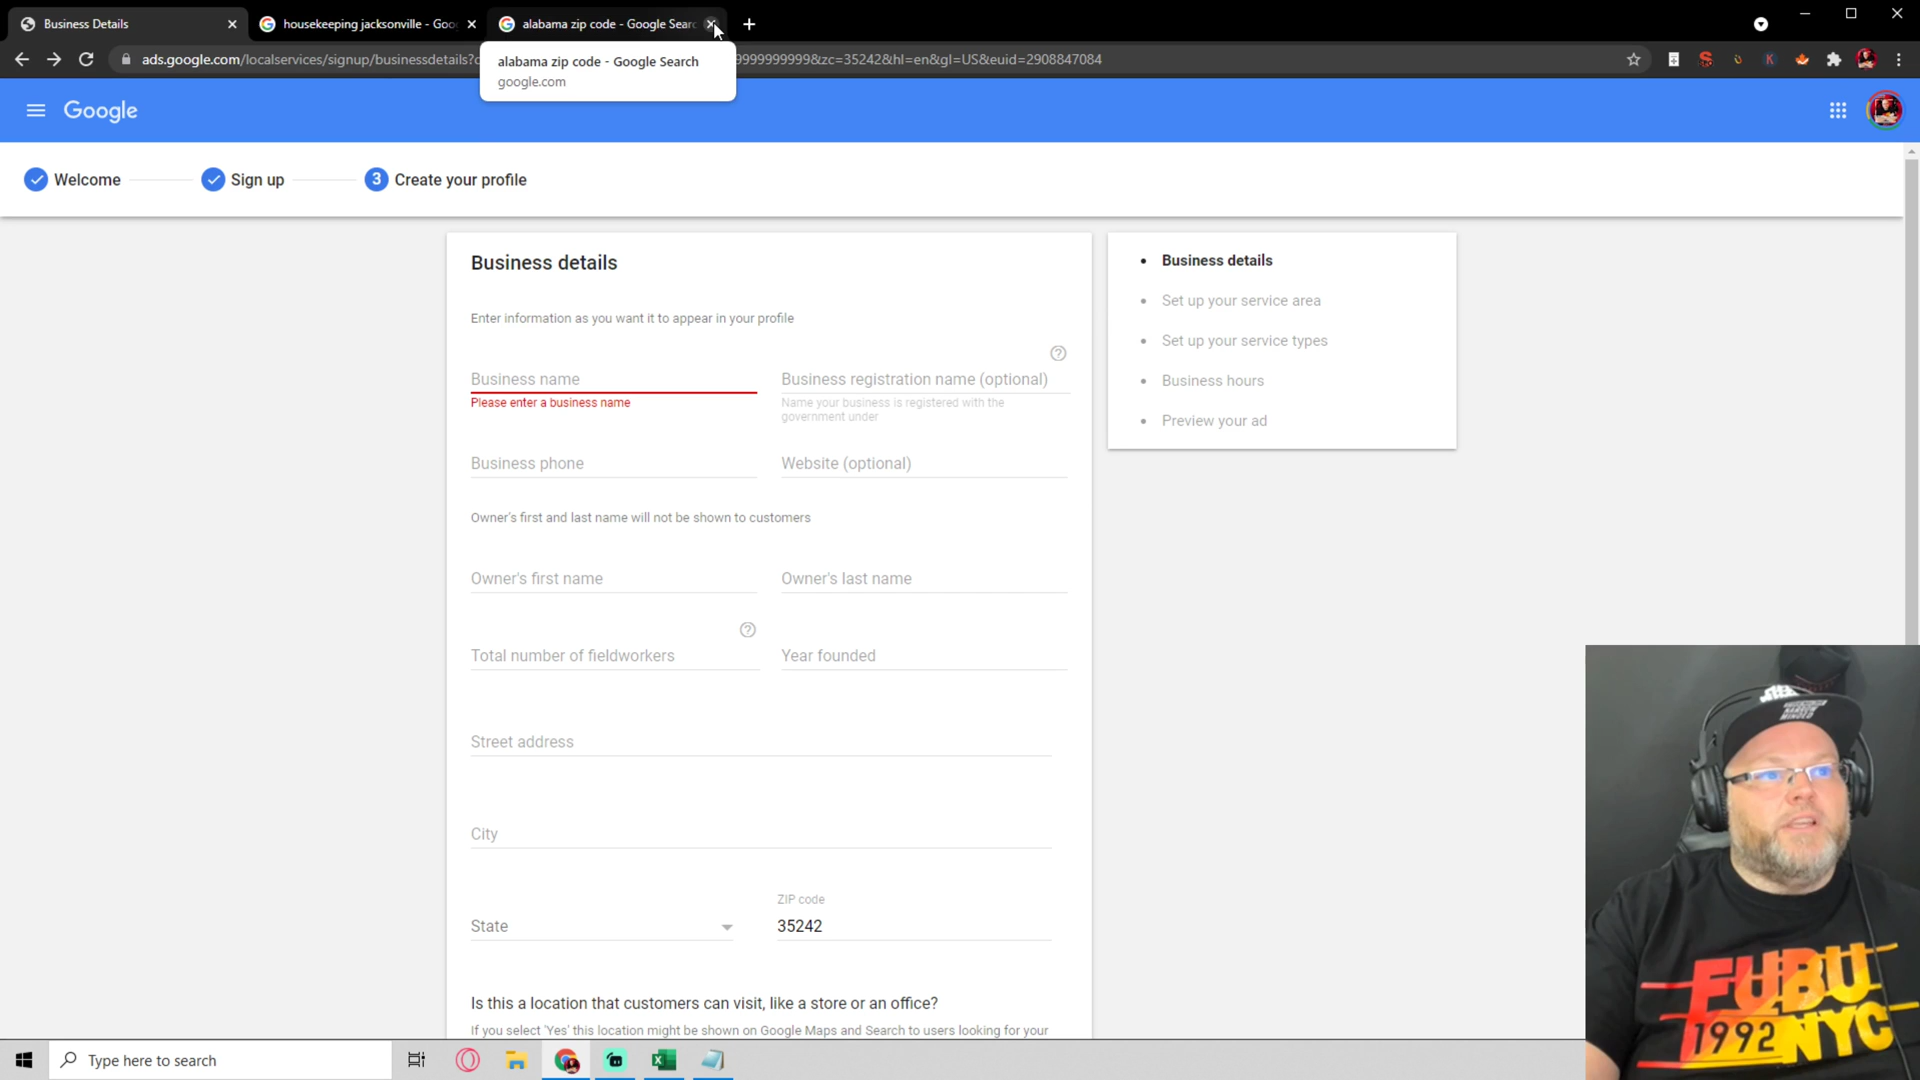 Business Details
housekeeping jacksonville - Goo
alabama zip code - Google Sear
ads.google.com/localservices/signup/businessdetails?
9999999999&zc=35242&hl=en&gl=US&euid=2908847084
alabama zip code - Google Search
google.com
Google
Welcome
Sign up
3 Create your profile
Business details
Enter information as you want it to appear in your profile
Business name
Please enter a business name
Business registration name (optional)
Name your business is registered with the
government under
Business phone
Website (optional)
Owner's first and last name will not be shown to customers
Owner's first name
Owner's last name
Total number of fieldworkers
Year founded
Street address
City
State
ZIP code
35242
Is this a location that customers can visit, like a store or an office?
If you select 'Yes' this location might be shown on Google Maps and Search to users looking for your
Business details
Set up your service area
Set up your service types
Business hours
Preview your ad
FUBU
1992 NYC
Type here to search